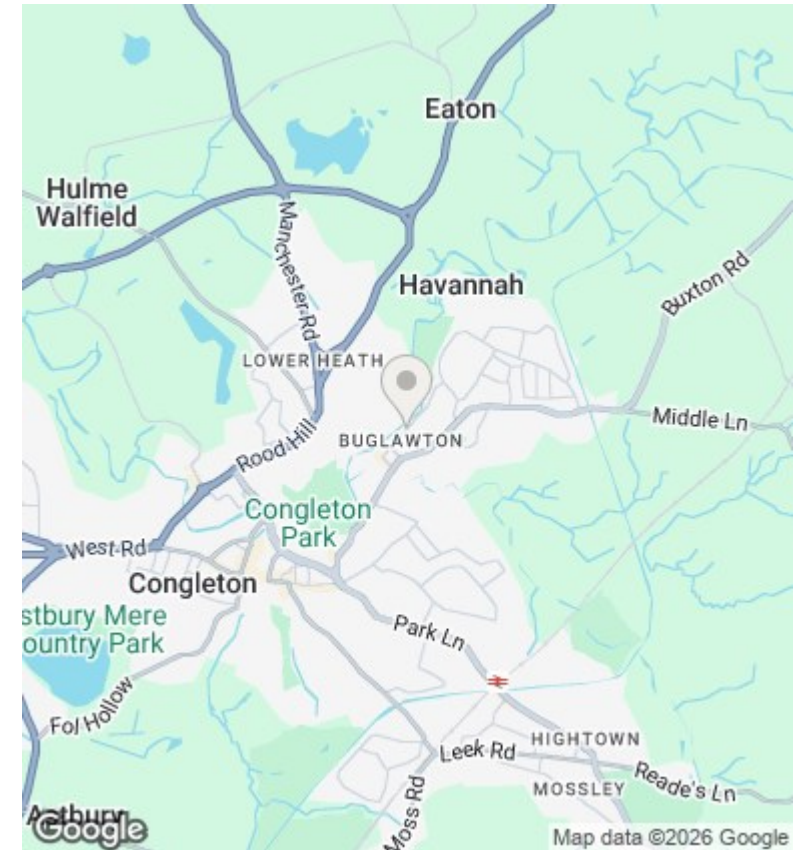 Eaton
Hulme
Walfield
Manchester Rd
Havannah
Buxton Rd
LOWER HEATH
Middle Ln
Rood Hill
BUGLAWTON
Congleton
Park
West Rd
Congleton
stbury Mere
ountry Park
Park Ln
Fol Hollow
HIGHTOWN
Leek Rd
Reade's Ln
MOSSLEY
Moss Rd
Astbury
Google
Map data ©2026 Google